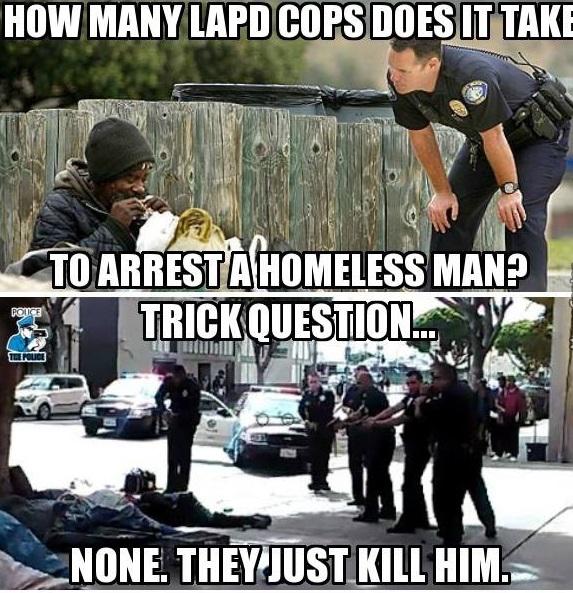 HOW MANY LAPD COPS DOES IT TAKE
TO ARREST A HOMELESS MAN?
TRICK QUESTION...
POLICE
THE POLICE
NONE. THEY JUST KILL HIM.